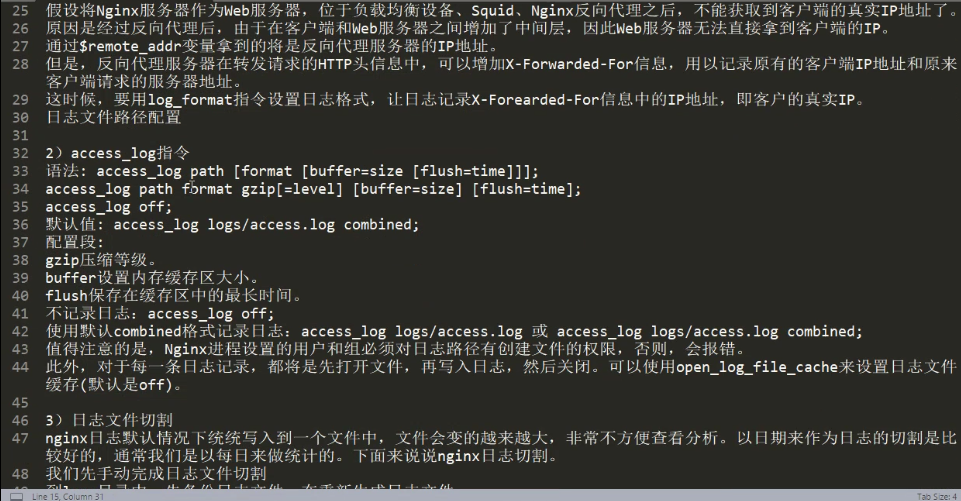 25 假设将Nginx服务器作为Web服务器，位于负载均衡设备、Squid、Nginx反向代理之后，不能获取到客户端的真实IP地址了。
26 原因是经过反向代理后，由于在客户端和Web服务器之间增加了中间层，因此Web服务器无法直接拿到客户端的IP。
27 通过$remote_addr变量拿到的将是反向代理服务器的IP地址。
28 但是，反向代理服务器在转发请求的HTTP头信息中，可以增加X-Forwarded-For信息，用以记录原有的客户端IP地址和原来
客户端请求的服务器地址。
29 这时候，要用log_format指令设置日志格式，让日志记录X-Forearded-For信息中的IP地址，即客户的真实IP。
30 日志文件路径配置
31
32 2）access_log指令
33 语法: access_log path [format [buffer=size [flush=time]]];
34 access_log path format gzip[=level] [buffer=size] [flush=time];
35 access_log off;
36 默认值: access_log logs/access.log combined;
37 配置段:
38 gzip压缩等级。
39 buffer设置内存缓存区大小。
40 flush保存在缓存区中的最长时间。
41 不记录日志：access_log off;
42 使用默认combined格式记录日志：access_log logs/access.log 或 access_log logs/access.log combined;
43 值得注意的是，Nginx进程设置的用户和组必须对日志路径有创建文件的权限，否则，会报错。
44 此外，对于每一条日志记录，都将是先打开文件，再写入日志，然后关闭。可以使用open_log_file_cache来设置日志文件
缓存(默认是off)。
45
46 3）日志文件切割
47 nginx日志默认情况下统统写入到一个文件中，文件会变的越来越大，非常不方便查看分析。以日期来作为日志的切割是比
较好的，通常我们是以每日来做统计的。下面来说说nginx日志切割。
48 我们先手动完成日志文件切割
Line 15, Column 31
Tab Size: 4